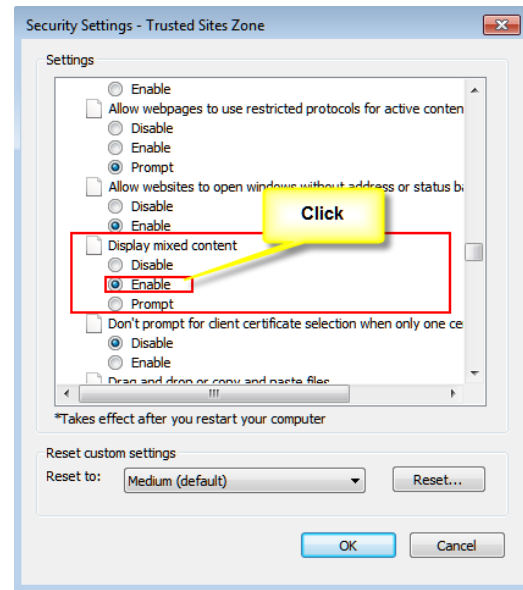 Security Settings - Trusted Sites Zone
Settings
Enable
Allow webpages to use restricted protocols for active conten
Disable
Enable
Prompt
Allow websites to open windows without address or status ba
Disable
Enable
Click
Display mixed content
Disable
Enable
Prompt
Don't prompt for client certificate selection when only one cer
Disable
Enable
Drag and drop or copy and paste files
*Takes effect after you restart your computer
Reset custom settings
Reset to:
Medium (default)
Reset...
OK
Cancel